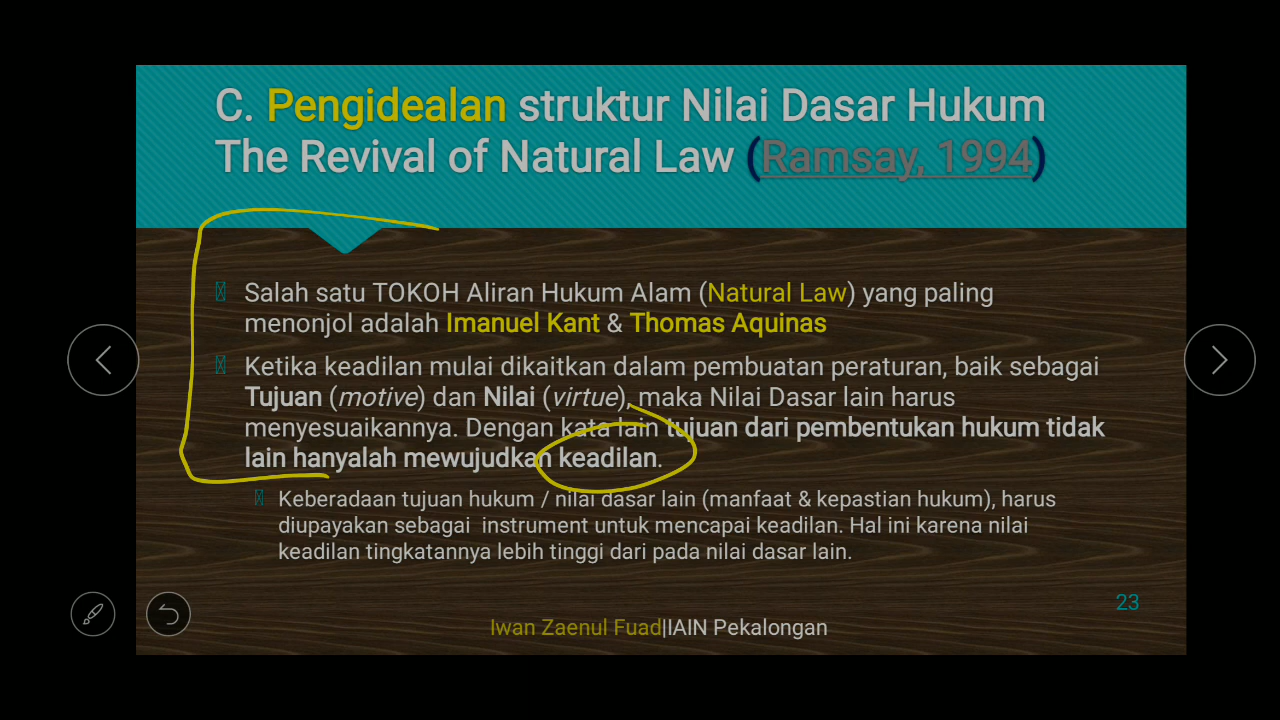 C. Pengidealan struktur Nilai Dasar Hukum
The Revival of Natural Law (Ramsay, 1994)
Salah satu TOKOH Aliran Hukum Alam (Natural Law) yang paling
menonjol adalah Imanuel Kant & Thomas Aquinas
Ketika keadilan mulai dikaitkan dalam pembuatan peraturan, baik sebagai
Tujuan (motive) dan Nilai (virtue), maka Nilai Dasar lain harus
menyesuaikannya. Dengan kata lain tujuan dari pembentukan hukum tidak
lain hanyalah mewujudkan keadilan.
Keberadaan tujuan hukum / nilai dasar lain (manfaat & kepastian hukum), harus
diupayakan sebagai instrument untuk mencapai keadilan. Hal ini karena nilai
keadilan tingkatannya lebih tinggi dari pada nilai dasar lain.
23
Iwan Zaenul Fuad|IAIN Pekalongan